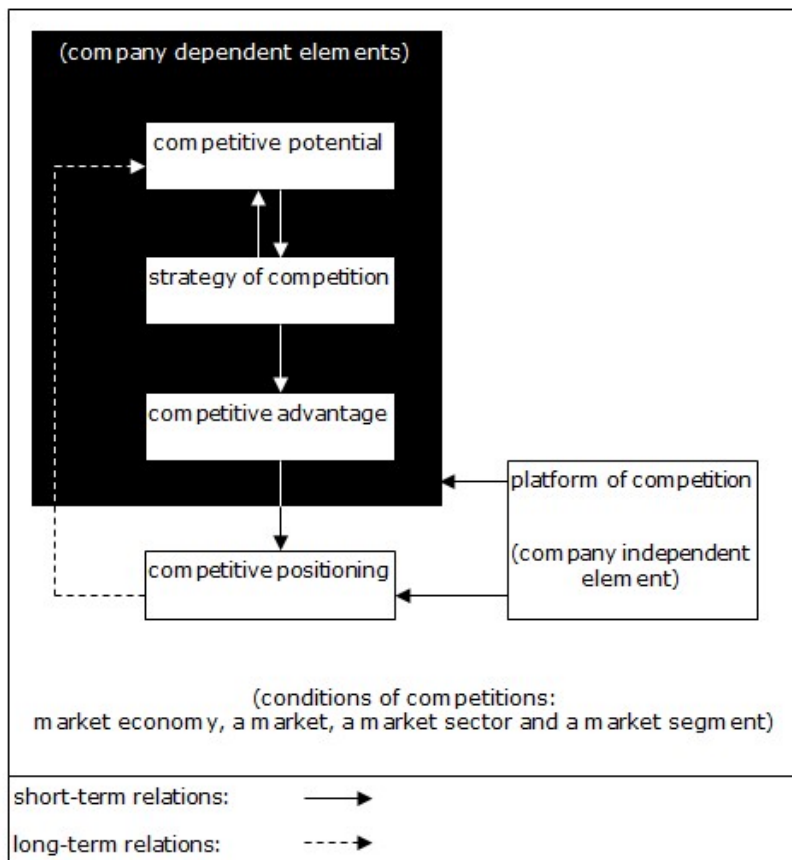 (company dependent elements)
competitive potential
strategy of competition
competitive advantage
platform of competition
(company independent
element)
competitive positioning
(conditions of competitions:
market economy, a market, a market sector and a market segment)
short-term relations:
long-term relations: